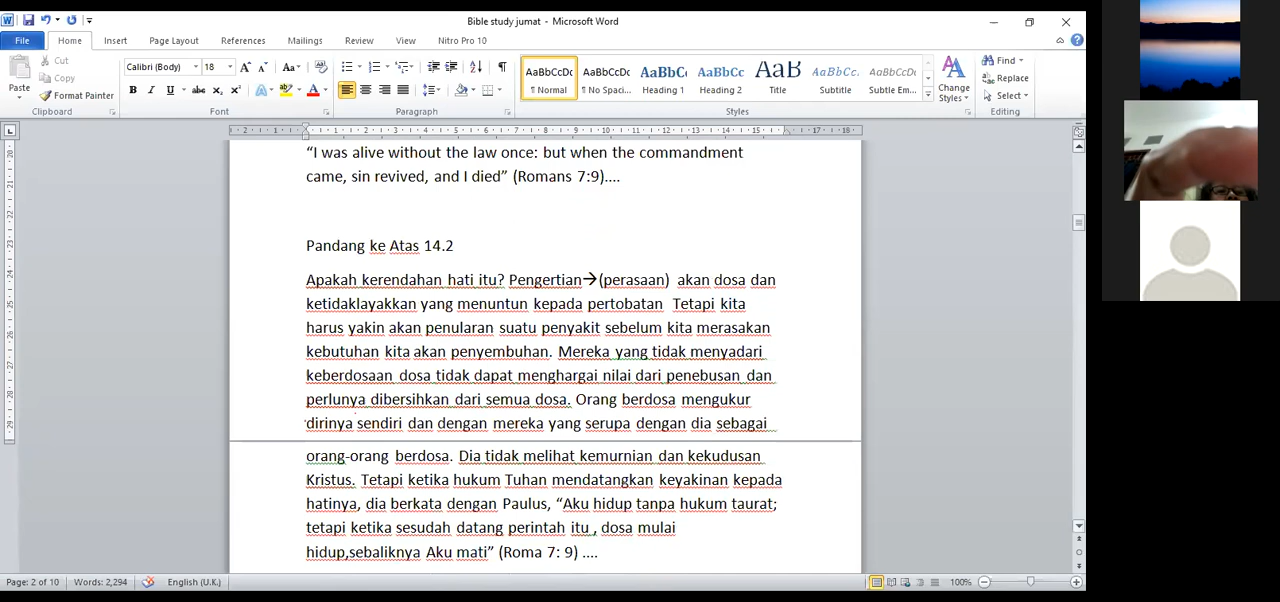 Bible study jumat - Microsoft Word
File Home Insert Page Layout References Mailings Review View Nitro Pro 10
Paste Cut Copy Format Painter Clipboard
Calibri (Body) 18 Font
Paragraph
AaBbCcDc AaBbCcDc AaBbC AaBbCc AaB AaBbCc. AaBbCcDc
Normal No Spaci... Heading 1 Heading 2 Title Subtitle Subtle Em...
Change Styles Styles
Find Replace Select Editing
“I was alive without the law once: but when the commandment
came, sin revived, and I died” (Romans 7:9)....
Pandang ke Atas 14.2
Apakah kerendahan hati itu? Pengertian→(perasaan) akan dosa dan
ketidaklayakkan yang menuntun kepada pertobatan Tetapi kita
harus yakin akan penularan suatu penyakit sebelum kita merasakan
kebutuhan kita akan penyembuhan. Mereka yang tidak menyadari
keberdosaan dosa tidak dapat menghargai nilai dari penebusan dan
perlunya dibersihkan dari semua dosa. Orang berdosa mengukur
dirinya sendiri dan dengan mereka yang serupa dengan dia sebagai
orang-orang berdosa. Dia tidak melihat kemurnian dan kekudusan
Kristus. Tetapi ketika hukum Tuhan mendatangkan keyakinan kepada
hatinya, dia berkata dengan Paulus, “Aku hidup tanpa hukum taurat;
tetapi ketika sesudah datang perintah itu , dosa mulai
hidup,sebaliknya Aku mati” (Roma 7: 9) ....
Page: 2 of 10 Words: 2,294 English (U.K.) 100%